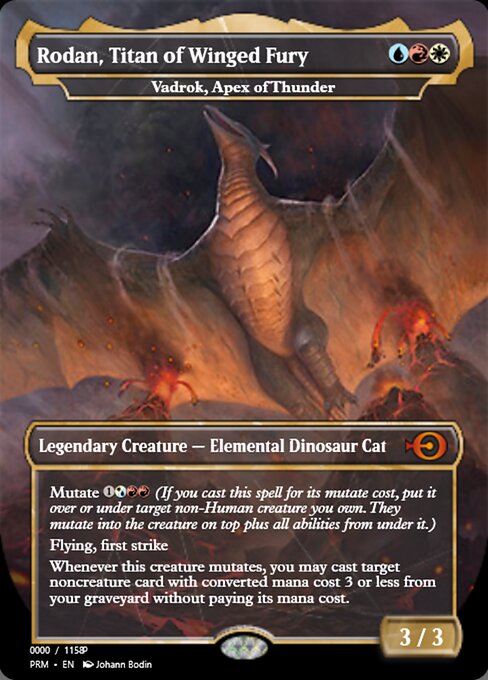 Rodan, Titan of Winged Fury
Vadrok, Apex of Thunder
Legendary Creature — Elemental Dinosaur Cat
Mutate 1 (If you cast this spell for its mutate cost, put it
over or under target non-Human creature you own. They
mutate into the creature on top plus all abilities from under it.)
Flying, first strike
Whenever this creature mutates, you may cast target
noncreature card with converted mana cost 3 or less from
your graveyard without paying its mana cost.
3 / 3
0000 / 1158P
PRM • EN Johann Bodin